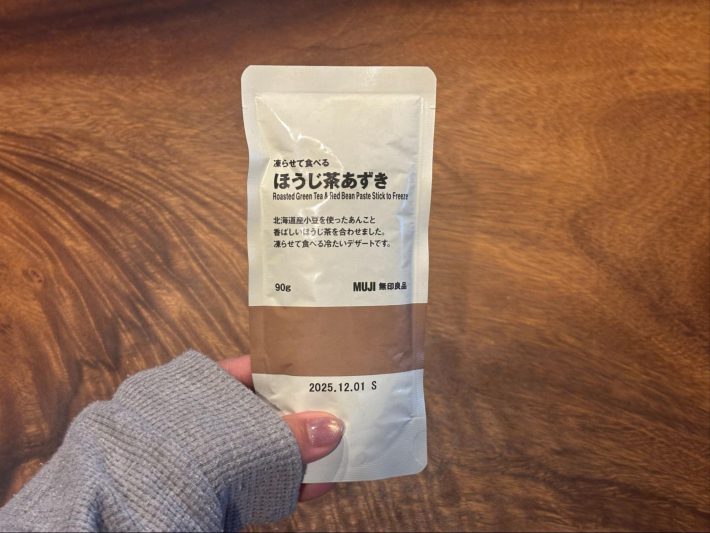 凍らせて食べる
ほうじ茶あずき
Roasted Green Tea & Red Bean Paste Stick to Freeze
北海道産小豆を使ったあんこと
香ばしいほうじ茶を合わせました。
凍らせて食べる冷たいデザートです。
90g MUJI 無印良品
2025.12.01 S